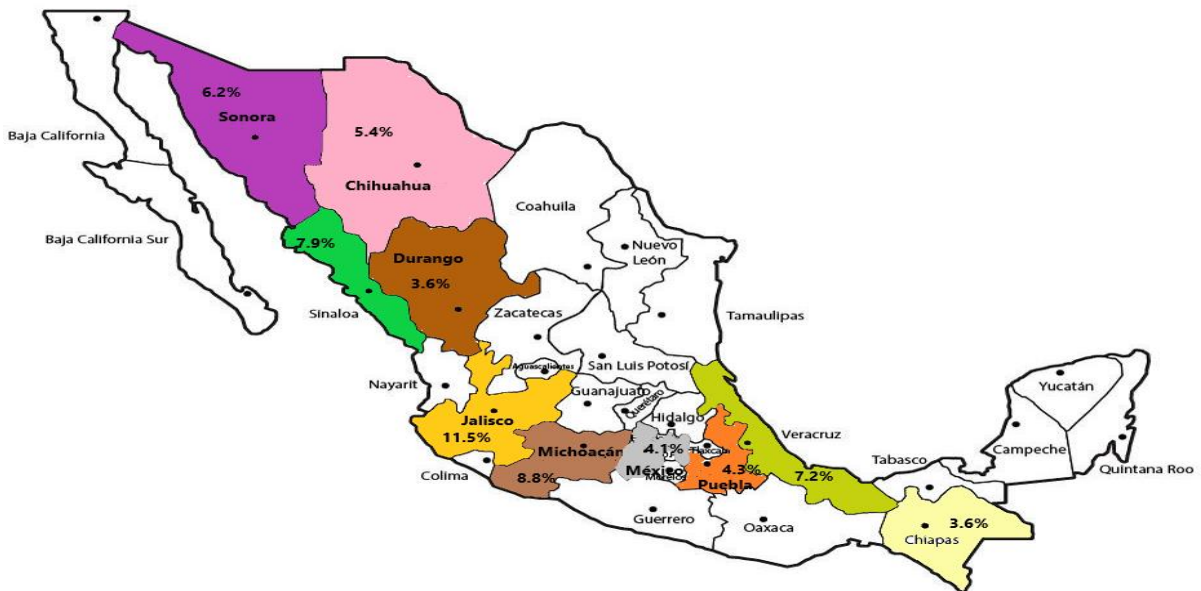 6.2%
Sonora
Baja California
5.4%
Chihuahua
Coahuila
Baja California Sur
7.9%
Nuevo
León
Durango
3.6%
Sinaloa
Zacatecas
Tamaulipas
Aguascalientes
San Luis Potosí
Nayarit
Guanajuato
Querétaro
Yucatán
Jalisco
11.5%
Hidalgo
Veracruz
Michoacán
4.1%
Tlaxcala
Campeche
Colima
8.8%
México
D.F
Morelos
4.3%
Puebla
7.2%
Tabasco
Quintana Roo
Guerrero
Oaxaca
3.6%
Chiapas